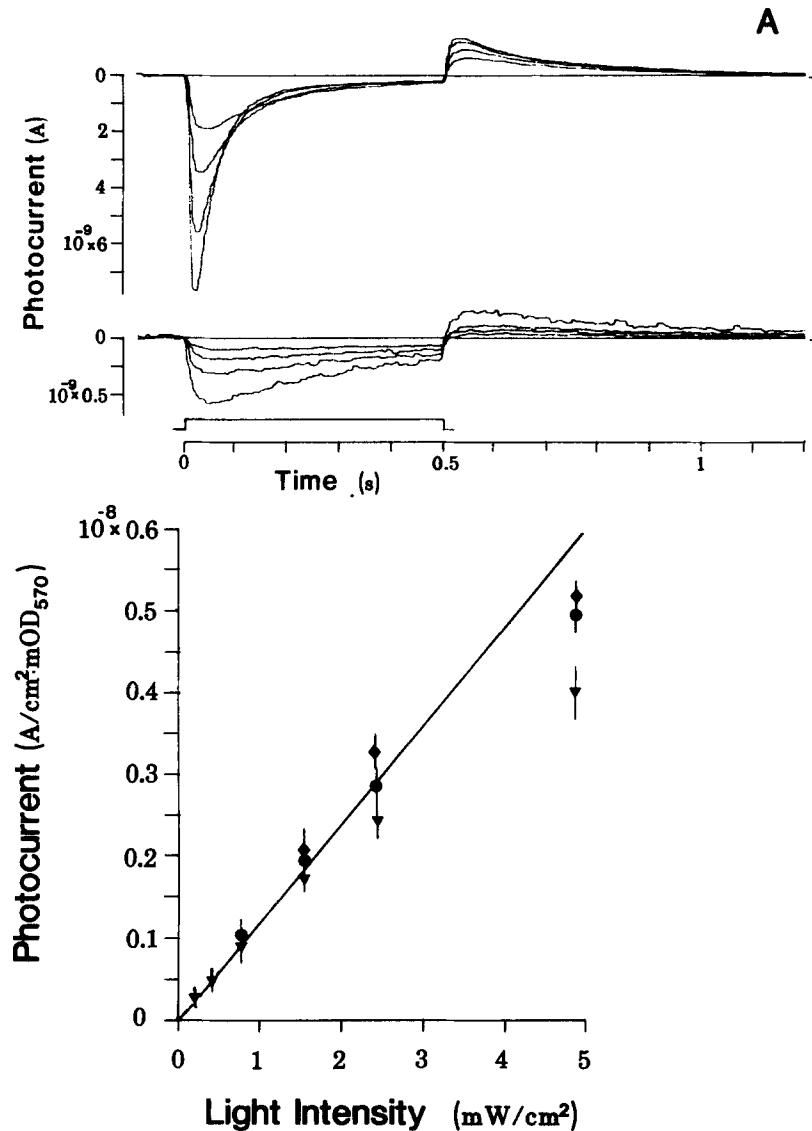 A
0
2
4
10⁻⁹×6
Photocurrent (A)
0
10⁻⁹×0.5
0
0.5
1
Time (s)
10⁻⁸×0.6
0.5
0.4
0.3
0.2
0.1
0
Photocurrent (A/cm²·mOD₅₇₀)
0 1 2 3 4 5
Light Intensity (mW/cm²)